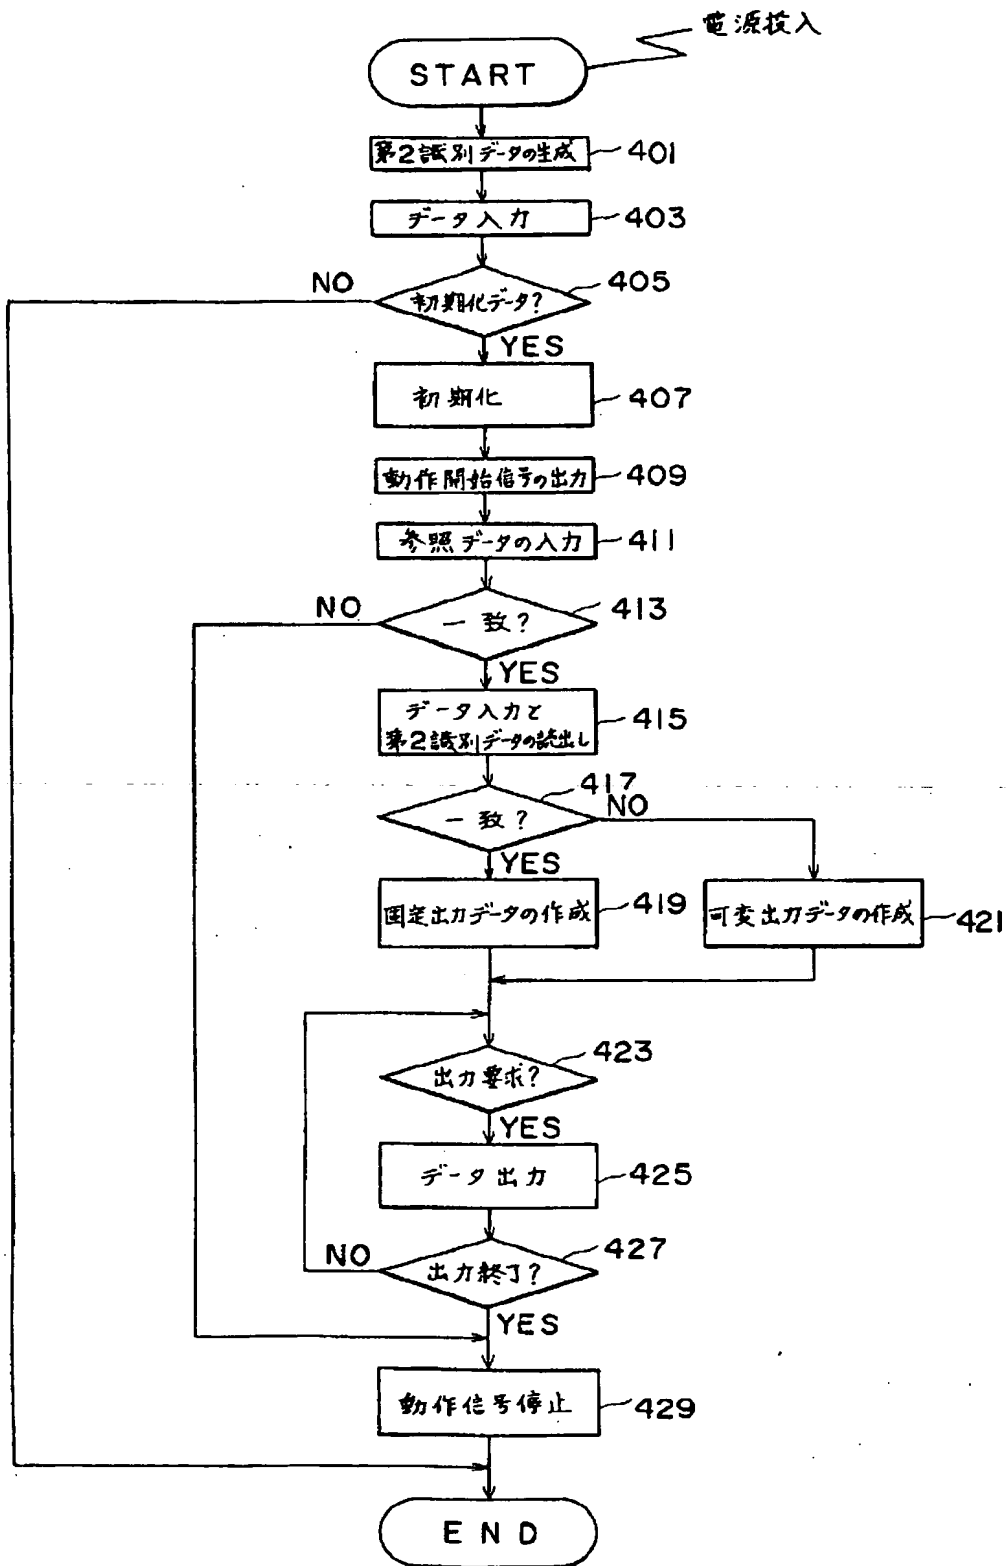 電源投入
START
第2識別データの生成 401
データ入力 403
NO 初期化データ? 405
YES
初期化 407
動作開始信号の出力 409
参照データの入力 411
NO 一致? 413
YES
データ入力と
第2識別データの読出し 415
417
一致? NO
YES
固定出力データの作成 419 可変出力データの作成 421
出力要求? 423
YES
データ出力 425
NO 出力終了? 427
YES
動作信号停止 429
END